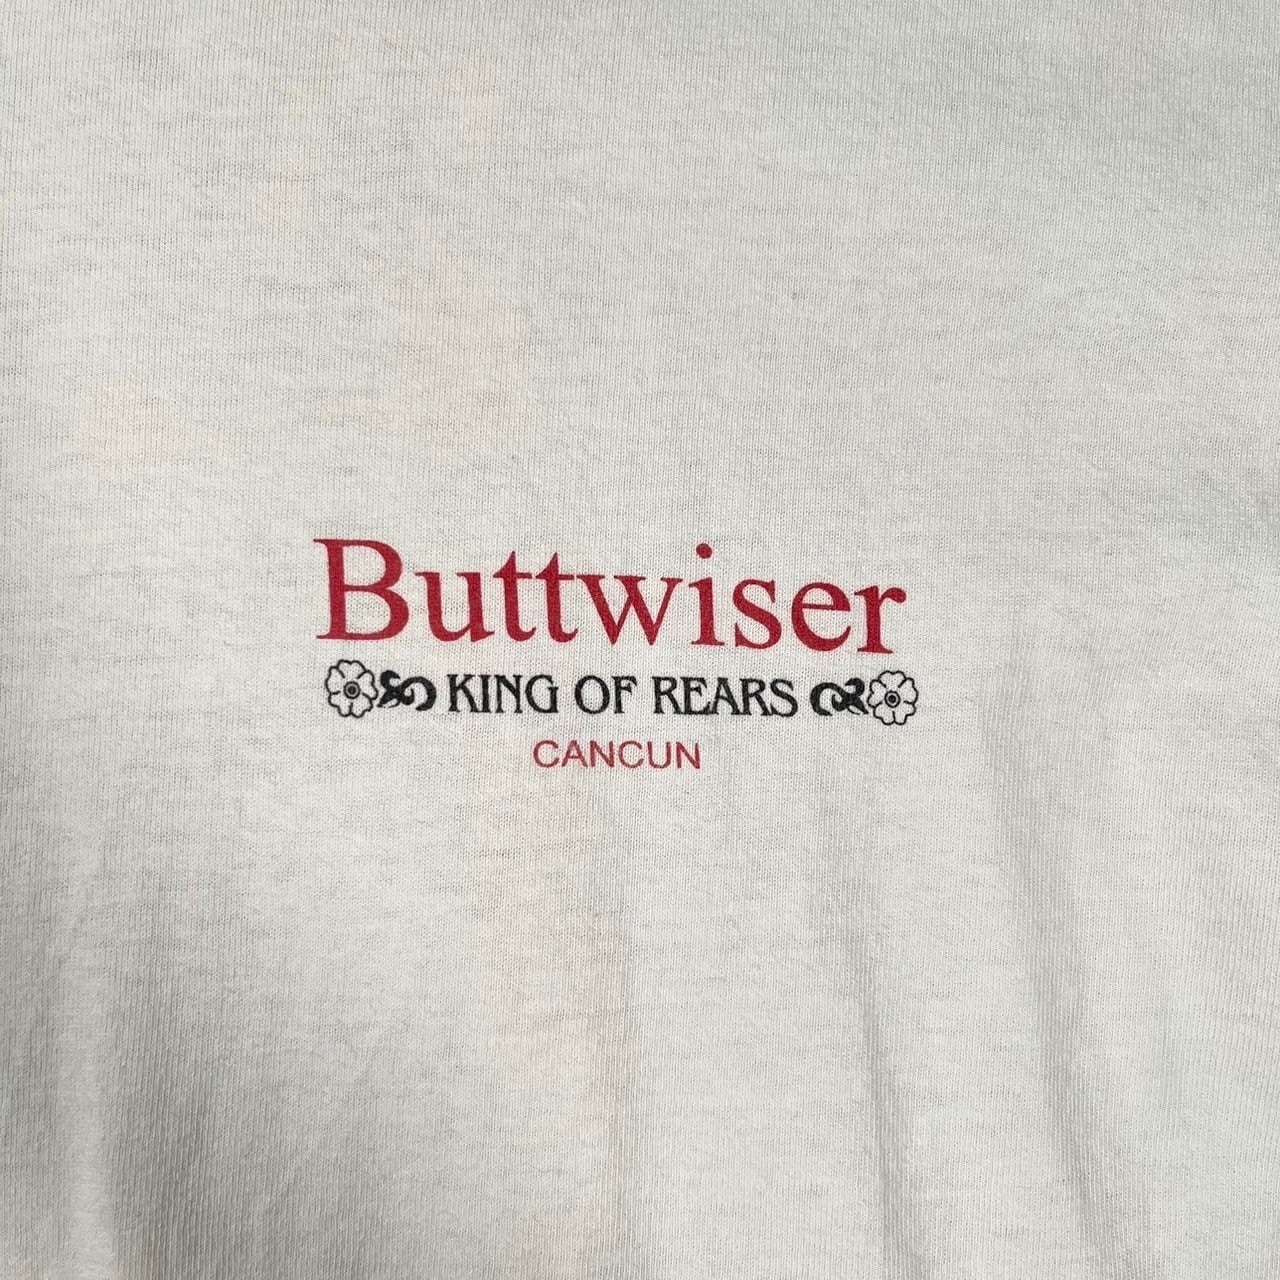 Buttwiser
KING OF REARS
CANCUN